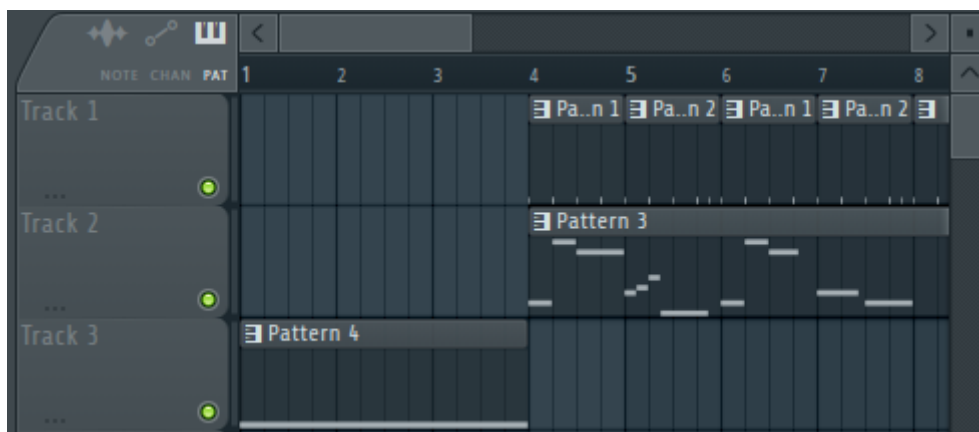 NOTE CHAN PAT
1 2 3 4 5 6 7 8
Track 1
Pa..n 1 Pa..n 2 Pa..n 1 Pa..n 2
...
Track 2
Pattern 3
...
Track 3
Pattern 4
...